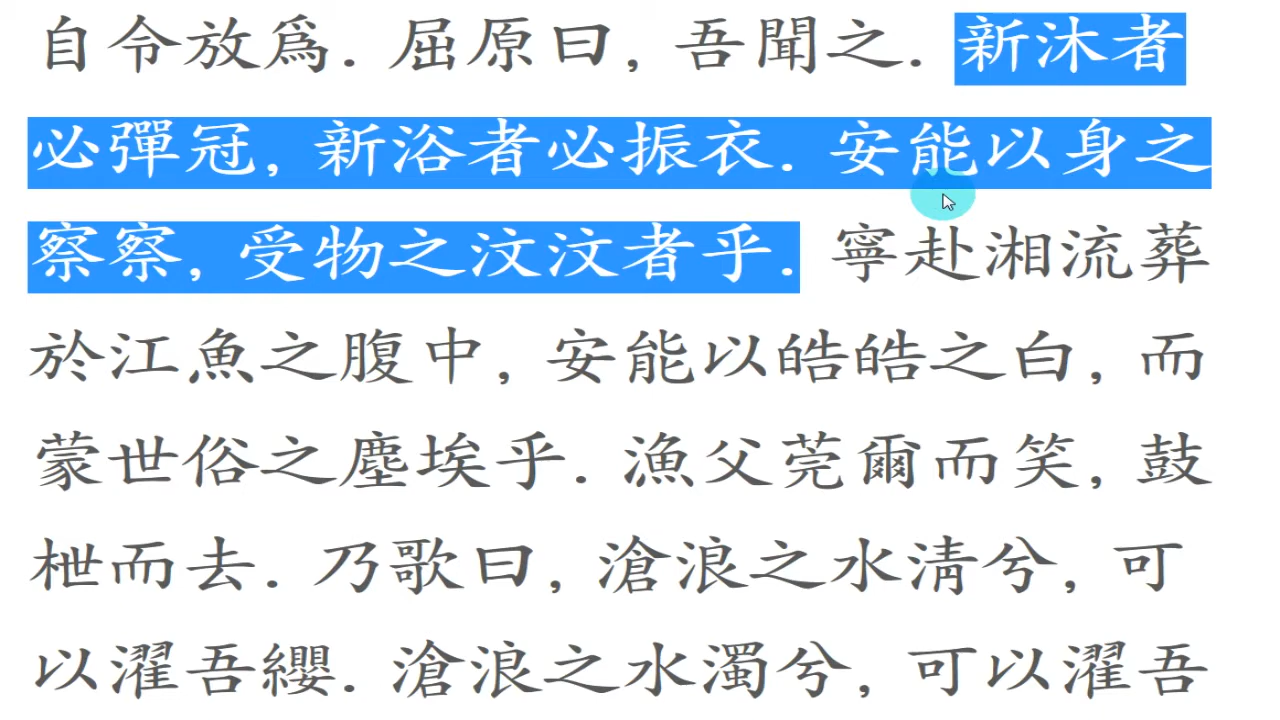 自令放爲. 屈原曰, 吾聞之. 新沐者
必彈冠, 新浴者必振衣. 安能以身之
察察, 受物之汶汶者乎. 寧赴湘流葬
於江魚之腹中, 安能以皓皓之白, 而
蒙世俗之塵埃乎. 漁父莞爾而笑, 鼓
枻而去. 乃歌曰, 滄浪之水淸兮, 可
以濯吾纓. 滄浪之水濁兮, 可以濯吾